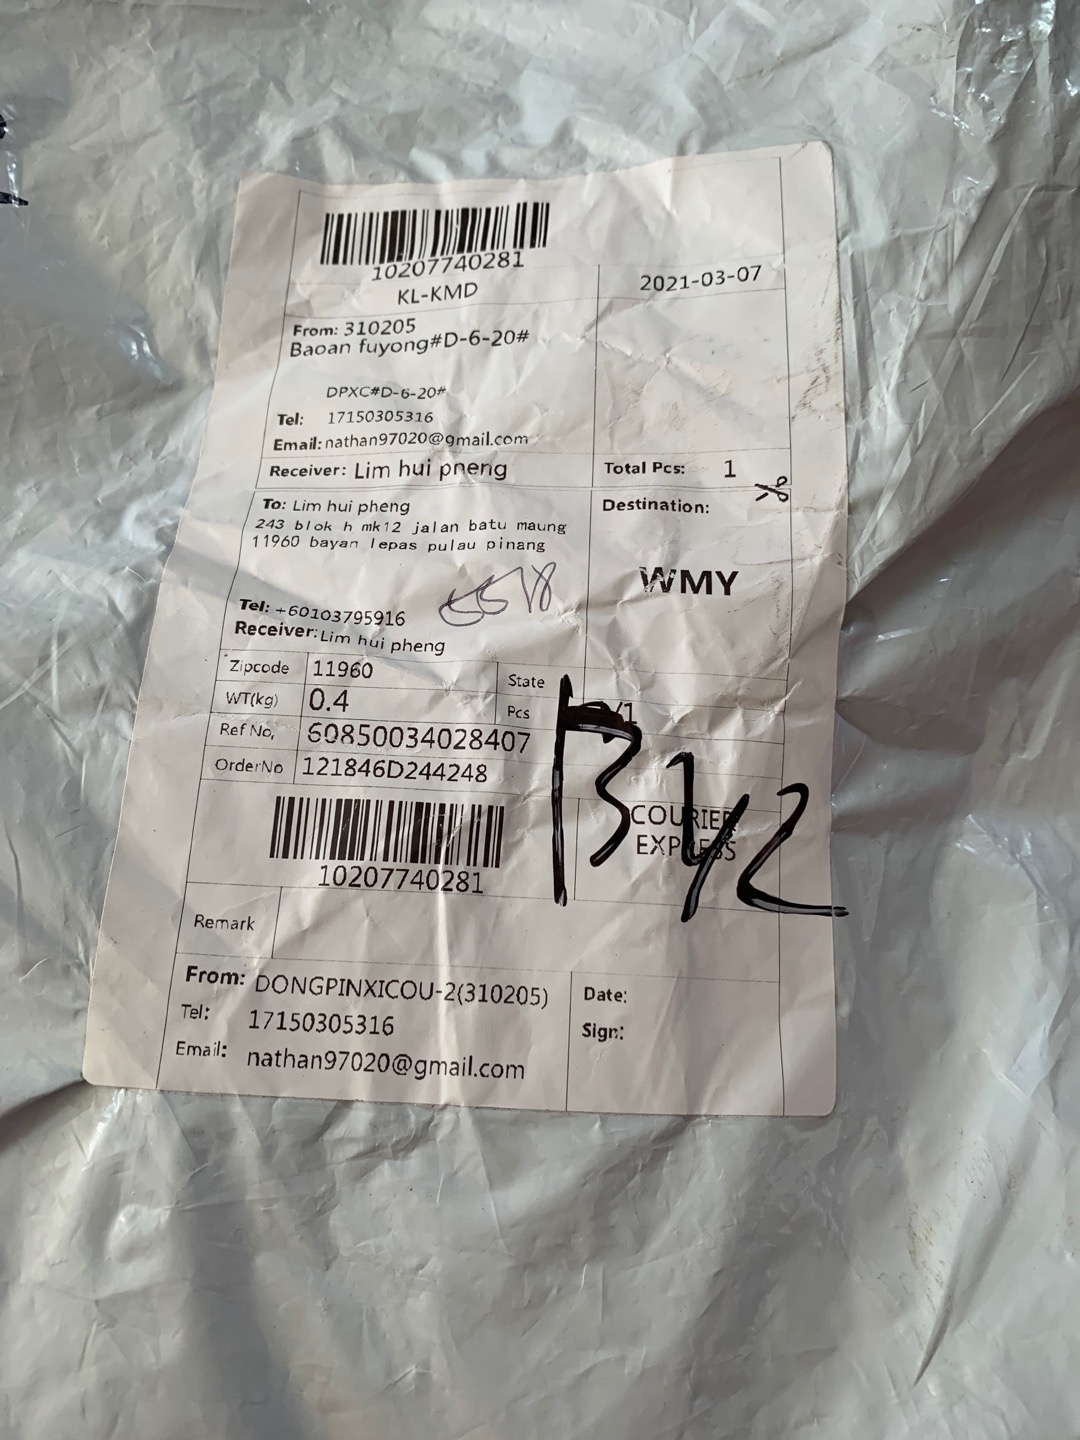 10207740281
KL-KMD
2021-03-07
From: 310205
Baoan fuyong#D-6-20#
DPXC#D-6-20#
Tel: 17150305316
Email: nathan97020@gmail.com
Receiver: Lim hui pheng
Total Pcs: 1
To: Lim hui pheng
243 blok h mk12 jalan batu maung
11960 bayan lepas pulau pinang
Destination:
WMY
Tel: +60103795916
Receiver: Lim hui pheng
Zipcode 11960
State
WT(kg) 0.4
Pcs /1
Ref No, 60850034028407
OrderNo 121846D244248
COURIER
EXPRESS
10207740281
Remark
From: DONGPINXICOU-2(310205)
Tel: 17150305316
Email: nathan97020@gmail.com
Date:
Sign: